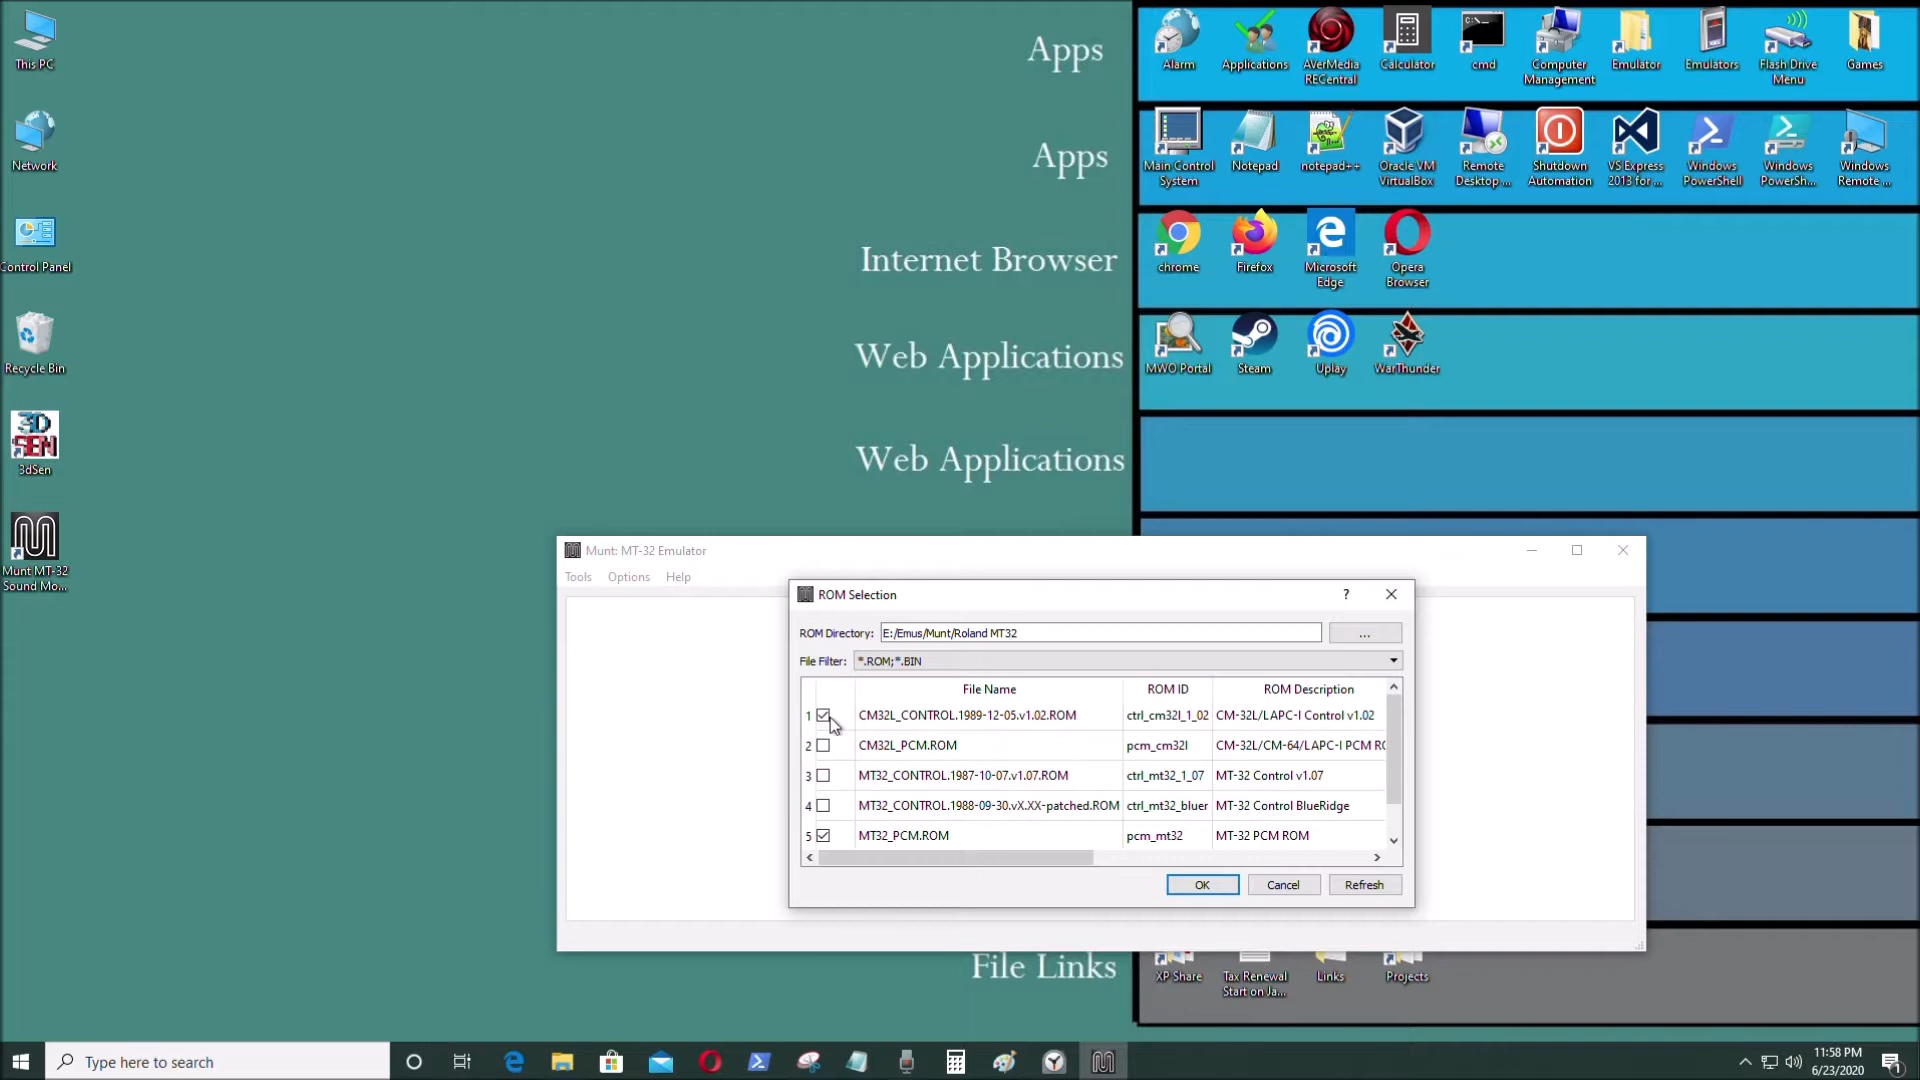 This PC
Network
Control Panel
Recycle Bin
3D
SEN
3dSen
Munt MT-32
Sound Mo...
Apps
Apps
Internet Browser
Web Applications
Web Applications
File Links
Alarm
Applications
AVerMedia
RECentral
Calculator
cmd
Computer
Management
Emulator
Emulators
Flash Drive
Menu
Games
Main Control
System
Notepad
notepad++
Oracle VM
VirtualBox
Remote
Desktop ...
Shutdown
Automation
VS Express
2013 for ...
Windows
PowerShell
Windows
PowerSh...
Windows
Remote ...
chrome
Firefox
Microsoft
Edge
Opera
Browser
MWO Portal
Steam
Uplay
WarThunder
Munt: MT-32 Emulator
Tools Options Help
ROM Selection
?
ROM Directory: E:/Emus/Munt/Roland MT32 ...
File Filter: *.ROM;*.BIN
File Name ROM ID ROM Description
1 CM32L_CONTROL.1989-12-05.v1.02.ROM ctrl_cm32l_1_02 CM-32L/LAPC-I Control v1.02
2 CM32L_PCM.ROM pcm_cm32l CM-32L/CM-64/LAPC-I PCM RO
3 MT32_CONTROL.1987-10-07.v1.07.ROM ctrl_mt32_1_07 MT-32 Control v1.07
4 MT32_CONTROL.1988-09-30.vX.XX-patched.ROM ctrl_mt32_bluer MT-32 Control BlueRidge
5 MT32_PCM.ROM pcm_mt32 MT-32 PCM ROM
OK Cancel Refresh
XP Share
Tax Renewal
Start on Ja...
Links
Projects
Type here to search
11:58 PM
6/23/2020
1